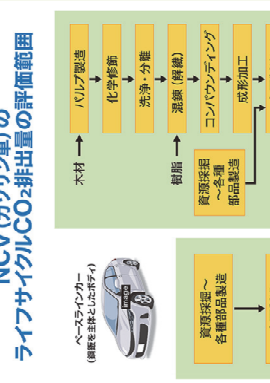 NCV(ガソリン車)の
ライフサイクルCO₂排出量の評価範囲
ベースラインカー
(鋼鈑を主体としたボディ)
木材
パルプ製造
化学修飾
洗浄・分離
樹脂
混錬(解繊)
コンパウンディング
成形加工
資源採掘
~各種
部品製造
資源採掘~
各種部品製造